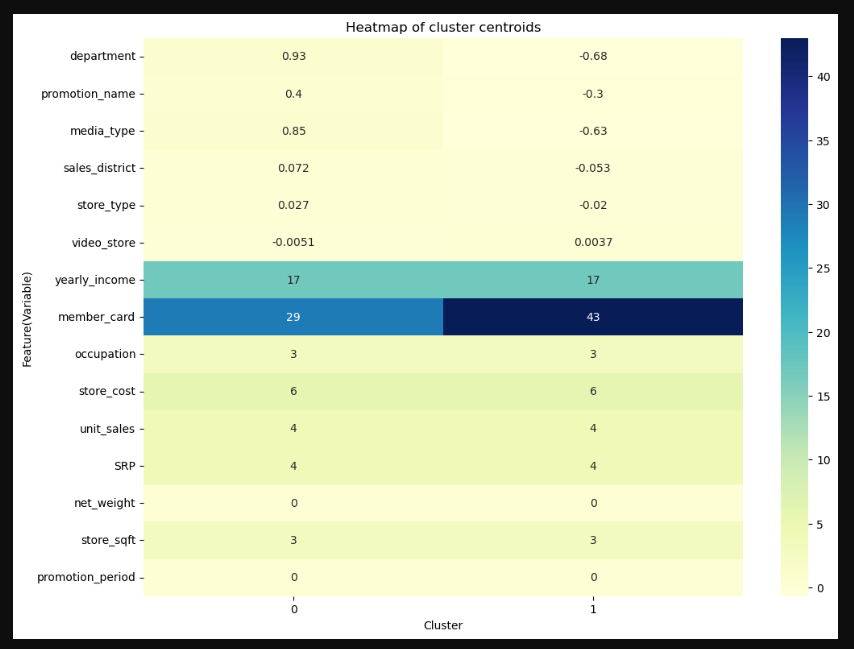 Heatmap of cluster centroids
department 0.93 -0.68
promotion_name 0.4 -0.3
media_type 0.85 -0.63
sales_district 0.072 -0.053
store_type 0.027 -0.02
video_store -0.0051 0.0037
yearly_income 17 17
member_card 29 43
occupation 3 3
store_cost 6 6
unit_sales 4 4
SRP 4 4
net_weight 0 0
store_sqft 3 3
promotion_period 0 0
0 1
Cluster
Feature(Variable)
40
35
30
25
20
15
10
5
0